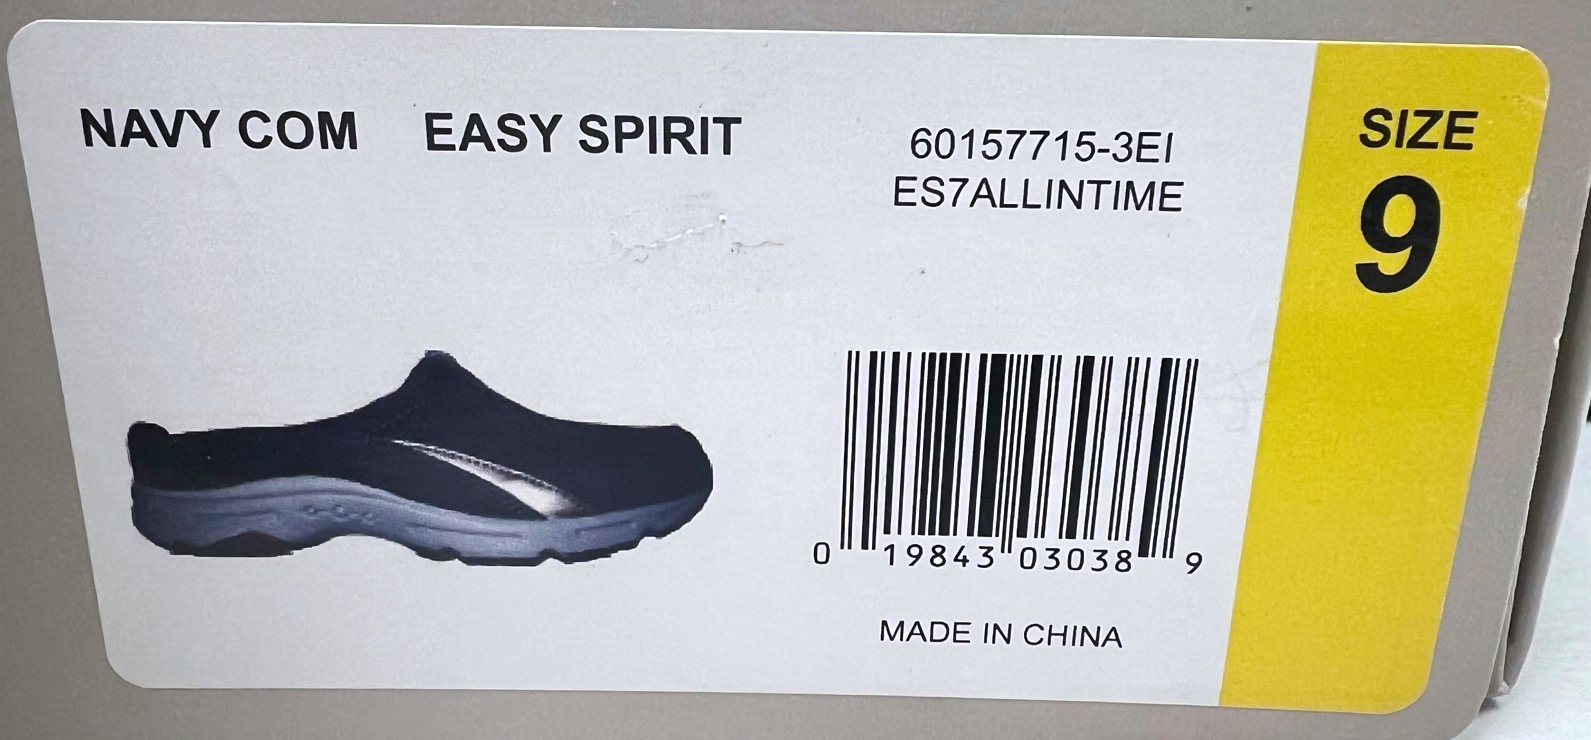 NAVY COM EASY SPIRIT
60157715-3EI
ES7ALLINTIME
SIZE
9
0 19843 03038 9
MADE IN CHINA